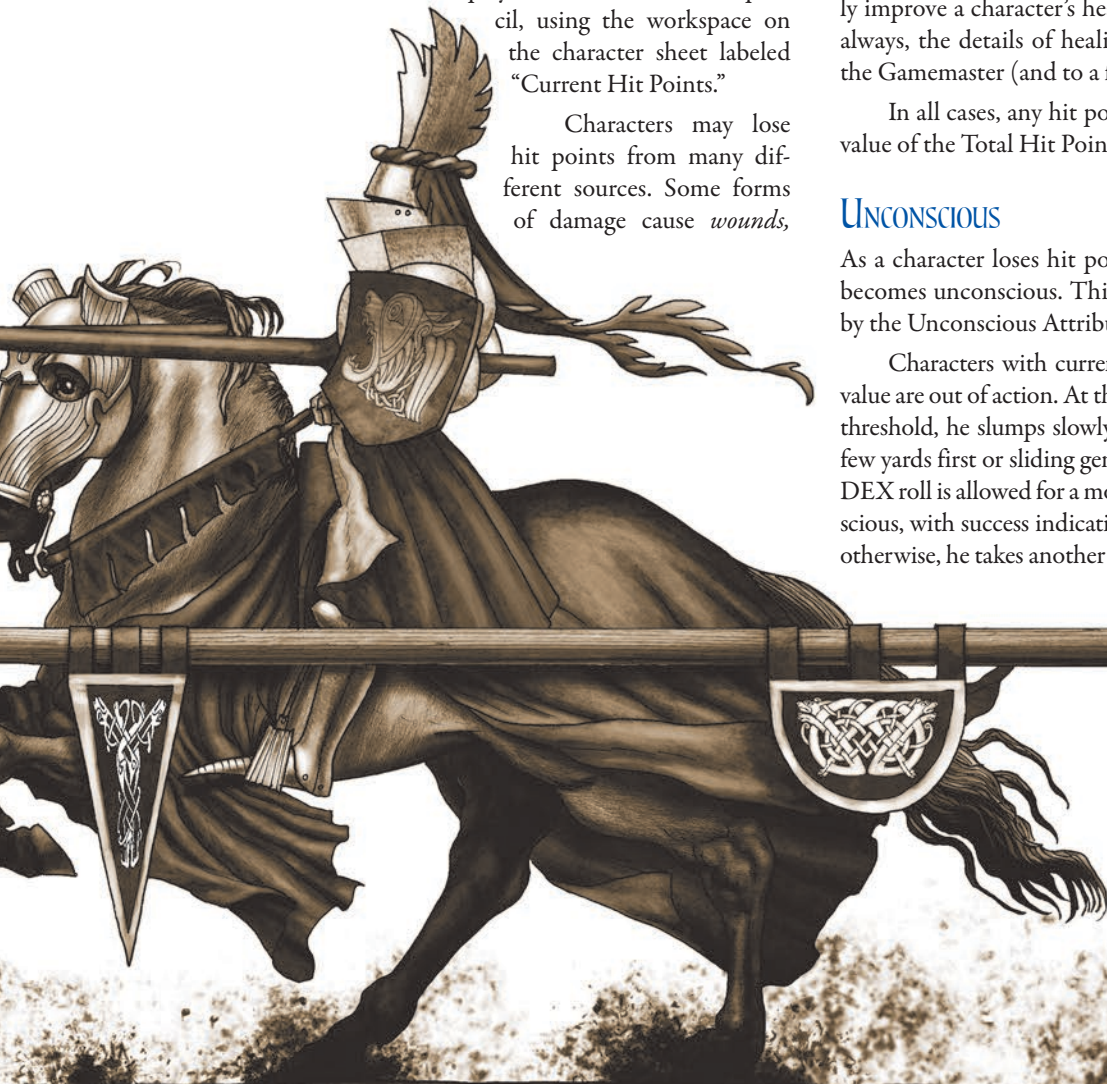 cil, using the workspace on
the character sheet labeled
“Current Hit Points.”
Characters may lose
hit points from many dif-
ferent sources. Some forms
of damage cause wounds,
ly improve a character’s he
always, the details of heali
the Gamemaster (and to a
In all cases, any hit po
value of the Total Hit Poin
Unconscious
As a character loses hit po
becomes unconscious. Thi
by the Unconscious Attribu
Characters with curren
value are out of action. At th
threshold, he slumps slowly
few yards first or sliding gen
DEX roll is allowed for a mo
scious, with success indicati
otherwise, he takes another